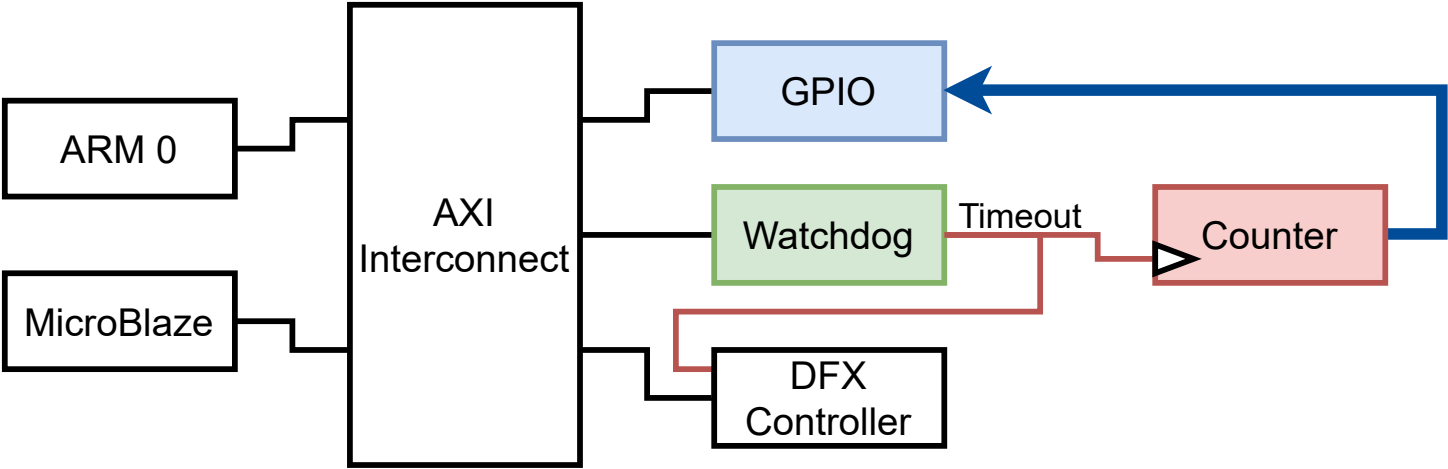 ARM 0
MicroBlaze
AXI
Interconnect
GPIO
Watchdog
Timeout
Counter
DFX
Controller